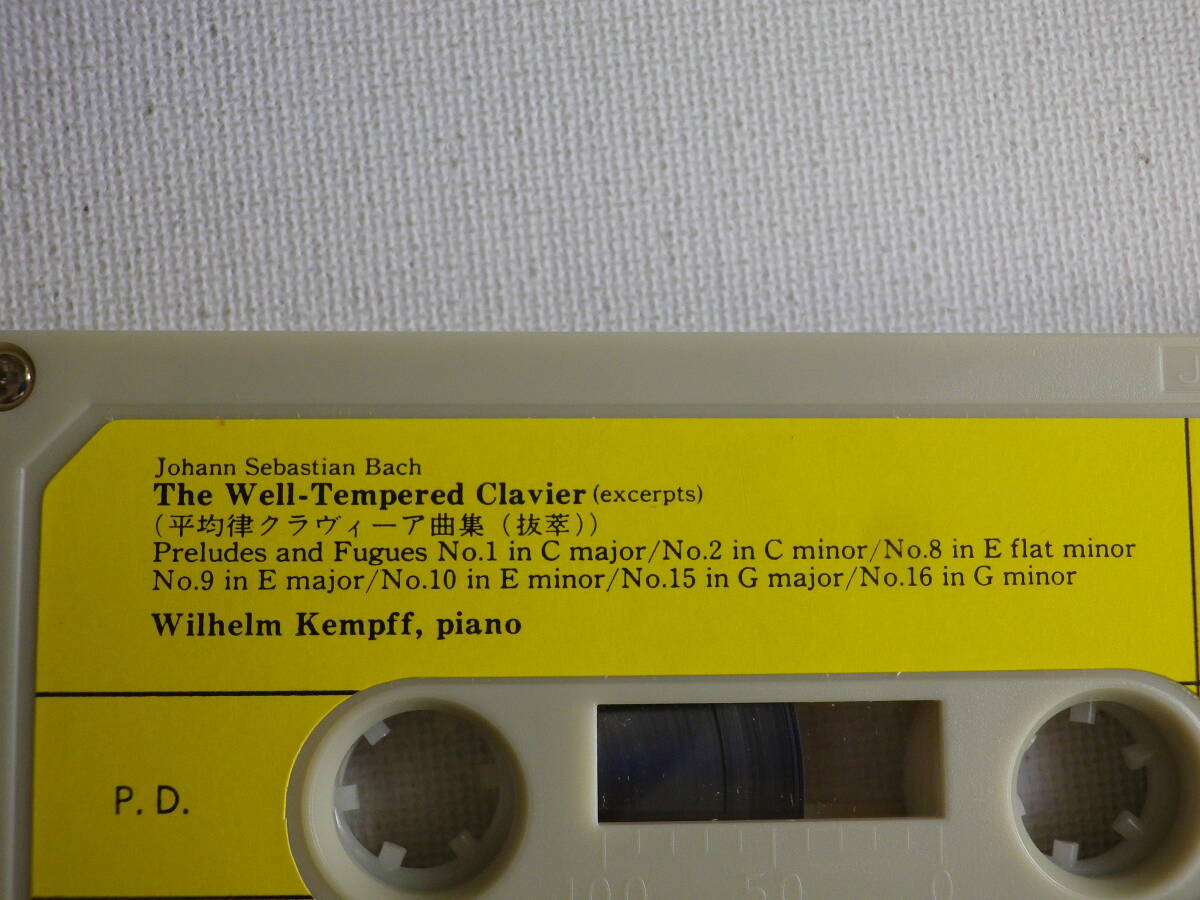 J
Johann Sebastian Bach
The Well-Tempered Clavier (excerpts)
(平均律クラヴィーア曲集(抜萃))
Preludes and Fugues No.1 in C major/No.2 in C minor/No.8 in E flat minor
No.9 in E major/No.10 in E minor/No.15 in G major/No.16 in G minor
Wilhelm Kempff, piano
P. D.
100 50 0